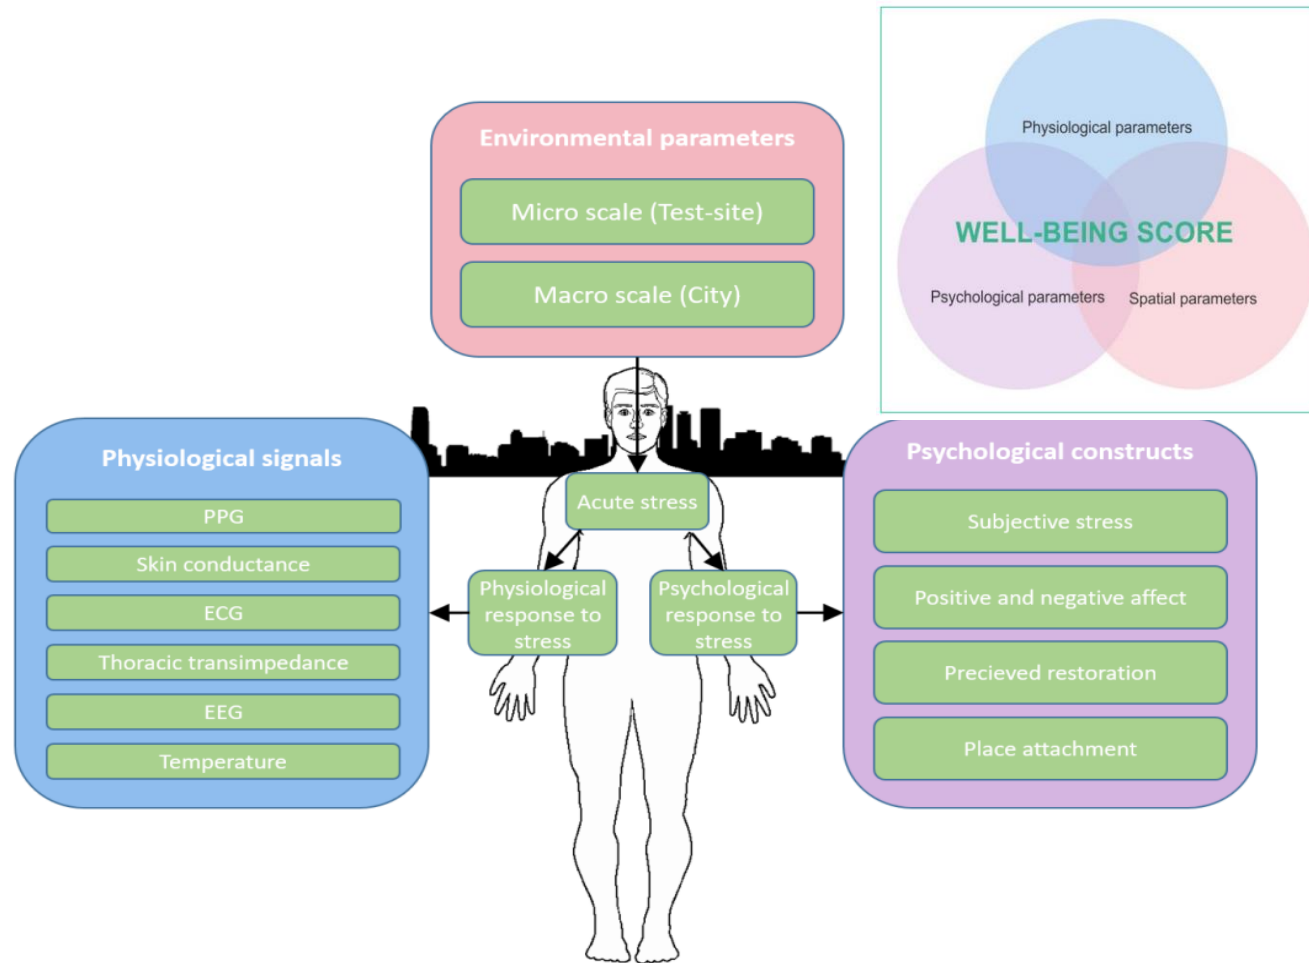 Environmental parameters
Micro scale (Test-site)
Macro scale (City)
Physiological parameters
WELL-BEING SCORE
Psychological parameters
Spatial parameters
Physiological signals
PPG
Skin conductance
ECG
Thoracic transimpedance
EEG
Temperature
Acute stress
Physiological
response to
stress
Psychological
response to
stress
Psychological constructs
Subjective stress
Positive and negative affect
Precieved restoration
Place attachment